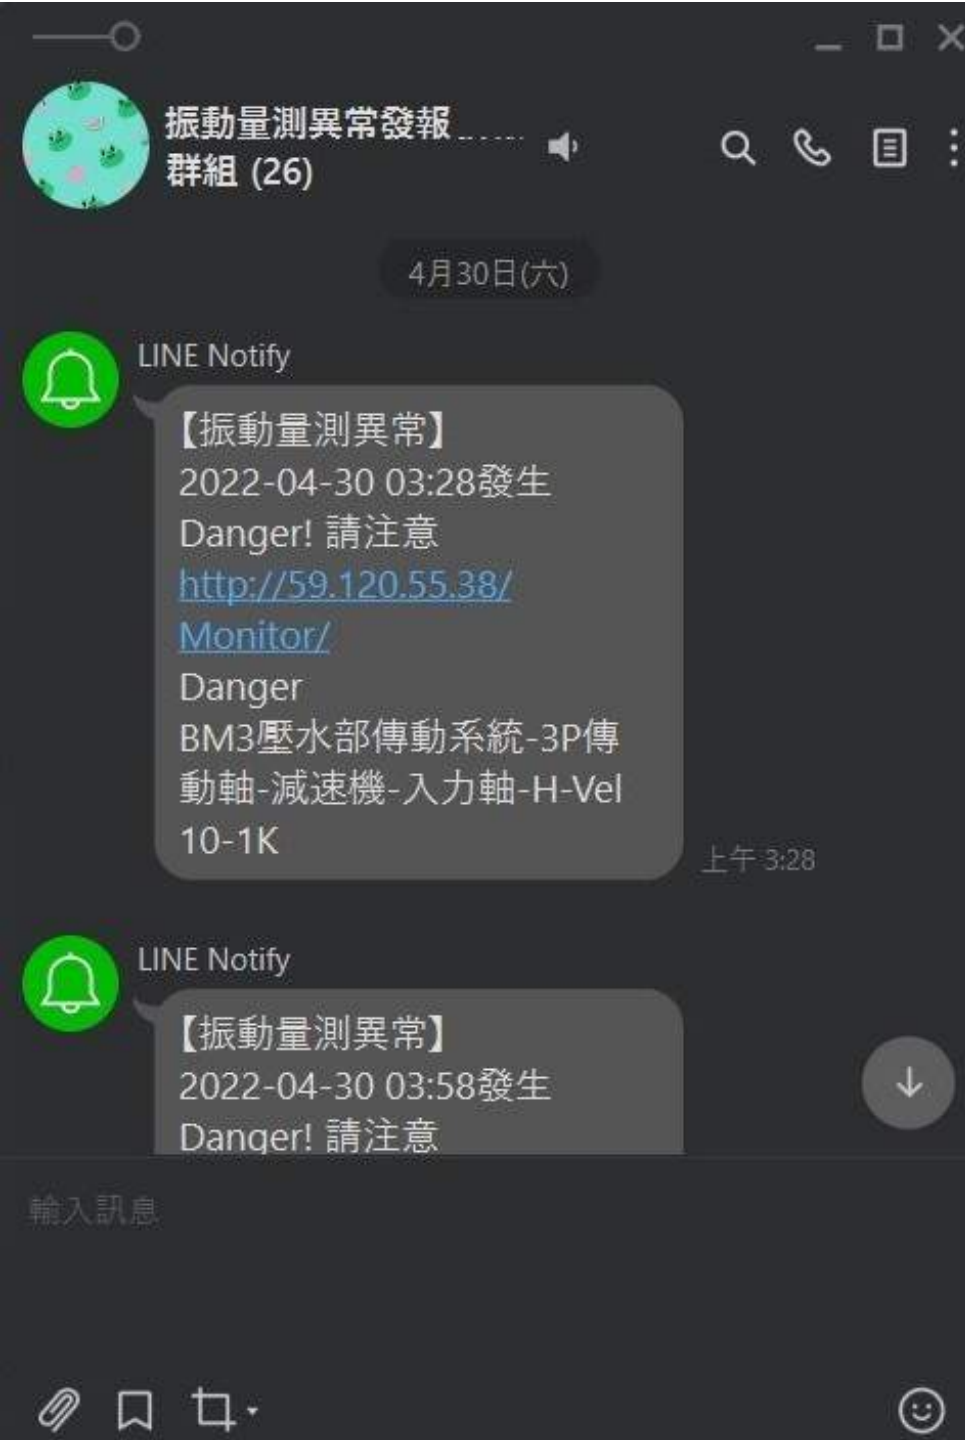 振動量測異常發報
群組 (26)
4月30日(六)
LINE Notify
【振動量測異常】
2022-04-30 03:28發生
Danger! 請注意
http://59.120.55.38/
Monitor/
Danger
BM3壓水部傳動系統-3P傳
動軸-減速機-入力軸-H-Vel
10-1K
上午 3:28
LINE Notify
【振動量測異常】
2022-04-30 03:58發生
Danger! 請注意
輸入訊息